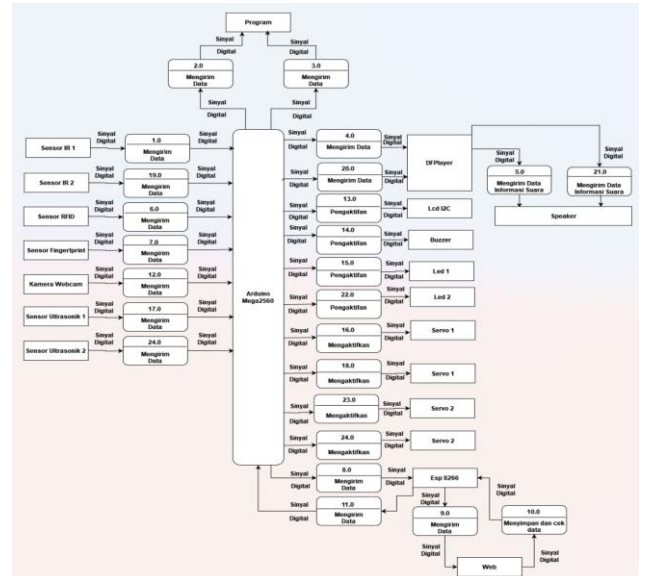 Program
Sinyal
Digital
Sinyal
Digital
2.0
Mengirim
Data
3.0
Mengirim
Data
Sinyal
Digital
Sinyal
Digital
Sensor IR 1
Sinyal
Digital
1.0
Mengirim
Data
Sinyal
Digital
Sensor IR 2
Sinyal
Digital
19.0
Mengirim
Data
Sinyal
Digital
Sensor RFID
Sinyal
Digital
6.0
Mengirim
Data
Sinyal
Digital
Sensor Fingertprint
Sinyal
Digital
7.0
Mengirim
Data
Sinyal
Digital
Kamera Webcam
Sinyal
Digital
12.0
Mengirim
Data
Sinyal
Digital
Sensor Ultrasonik 1
Sinyal
Digital
17.0
Mengirim
Data
Sinyal
Digital
Sensor Ultrasonik 2
Sinyal
Digital
24.0
Mengirim
Data
Sinyal
Digital
Arduino
Mega2560
Sinyal
Digital
4.0
Mengirim Data
Sinyal
Digital
Sinyal
Digital
20.0
Mengirim Data
Sinyal
Digital
DFPlayer
Sinyal
Digital
5.0
Mengirim Data
Informasi Suara
Sinyal
Digital
21.0
Mengirim Data
Informasi Suara
Speaker
Sinyal
Digital
13.0
Pengaktifan
Sinyal
Digital
Lcd I2C
Sinyal
Digital
14.0
Pengaktifan
Sinyal
Digital
Buzzer
Sinyal
Digital
15.0
Pengaktifan
Sinyal
Digital
Led 1
Sinyal
Digital
22.0
Pengaktifan
Sinyal
Digital
Led 2
Sinyal
Digital
16.0
Mengaktifkan
Sinyal
Digital
Servo 1
Sinyal
Digital
18.0
Mengaktifkan
Sinyal
Digital
Servo 1
Sinyal
Digital
23.0
Mengaktifkan
Sinyal
Digital
Servo 2
Sinyal
Digital
24.0
Mengaktifkan
Sinyal
Digital
Servo 2
Sinyal
Digital
8.0
Mengirim
Data
Sinyal
Digital
Esp 8266
Sinyal
Digital
11.0
Mengirim
Data
Sinyal
Digital
9.0
Mengirim
Data
Sinyal
Digital
10.0
Menyimpan dan cek
data
Sinyal
Digital
Web
Sinyal
Digital